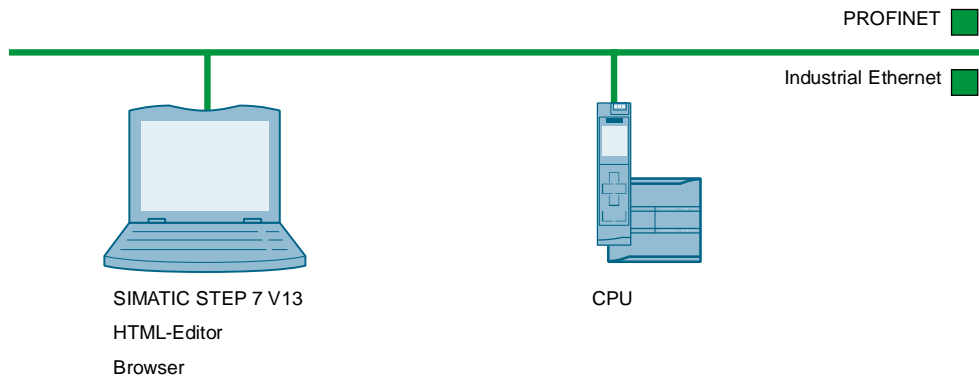 PROFINET
Industrial Ethernet
SIMATIC STEP 7 V13
HTML-Editor
Browser
CPU